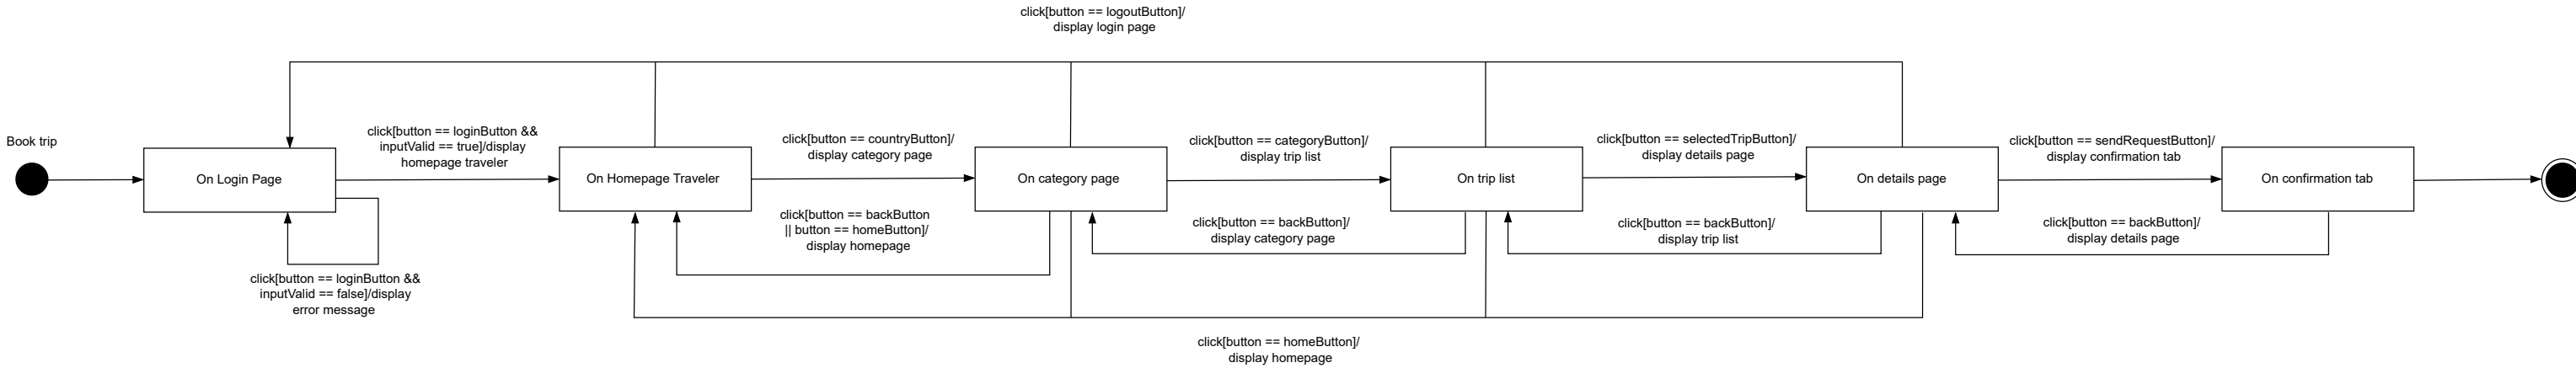 click[button == logoutButton]/
display login page
Book trip
On Login Page
click[button == loginButton &&
inputValid == true]/display
homepage traveler
click[button == loginButton &&
inputValid == false]/display
error message
On Homepage Traveler
click[button == countryButton]/
display category page
click[button == backButton
|| button == homeButton]/
display homepage
On category page
click[button == categoryButton]/
display trip list
click[button == backButton]/
display category page
On trip list
click[button == selectedTripButton]/
display details page
click[button == backButton]/
display trip list
On details page
click[button == sendRequestButton]/
display confirmation tab
click[button == backButton]/
display details page
On confirmation tab
click[button == homeButton]/
display homepage